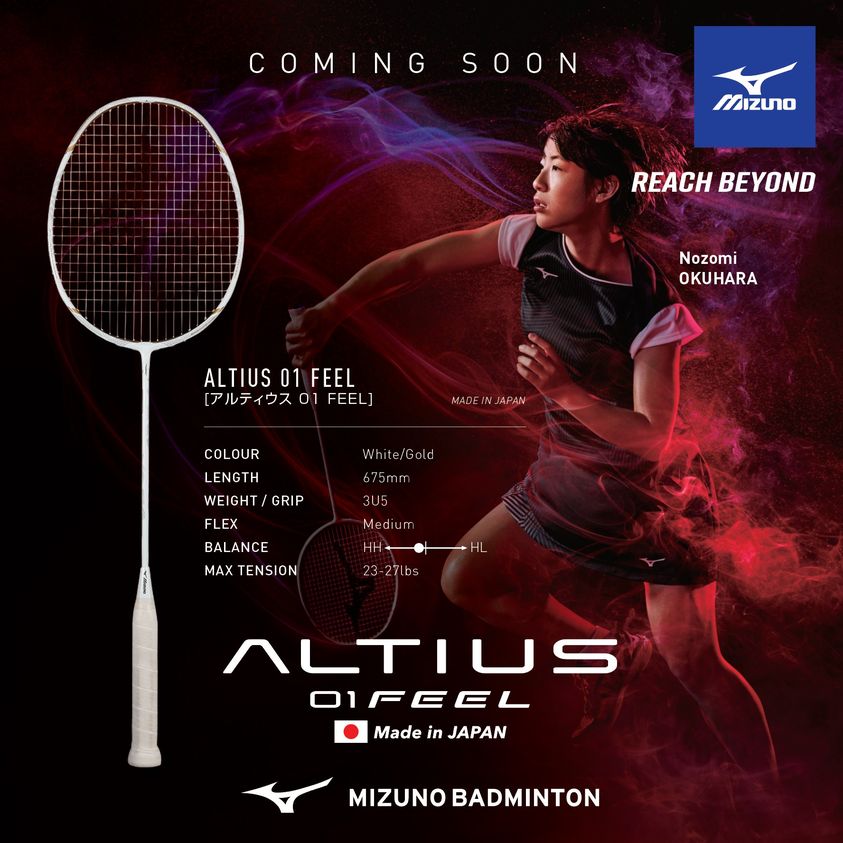 COMING SOON
MIZUNO
REACH BEYOND
Nozomi
OKUHARA
ALTIUS 01 FEEL
[アルティウス 01 FEEL]
MADE IN JAPAN
COLOUR White/Gold
LENGTH 675mm
WEIGHT / GRIP 3U5
FLEX Medium
BALANCE HH HL
MAX TENSION 23-27lbs
ALTIUS
01 FEEL
Made in JAPAN
MIZUNO BADMINTON